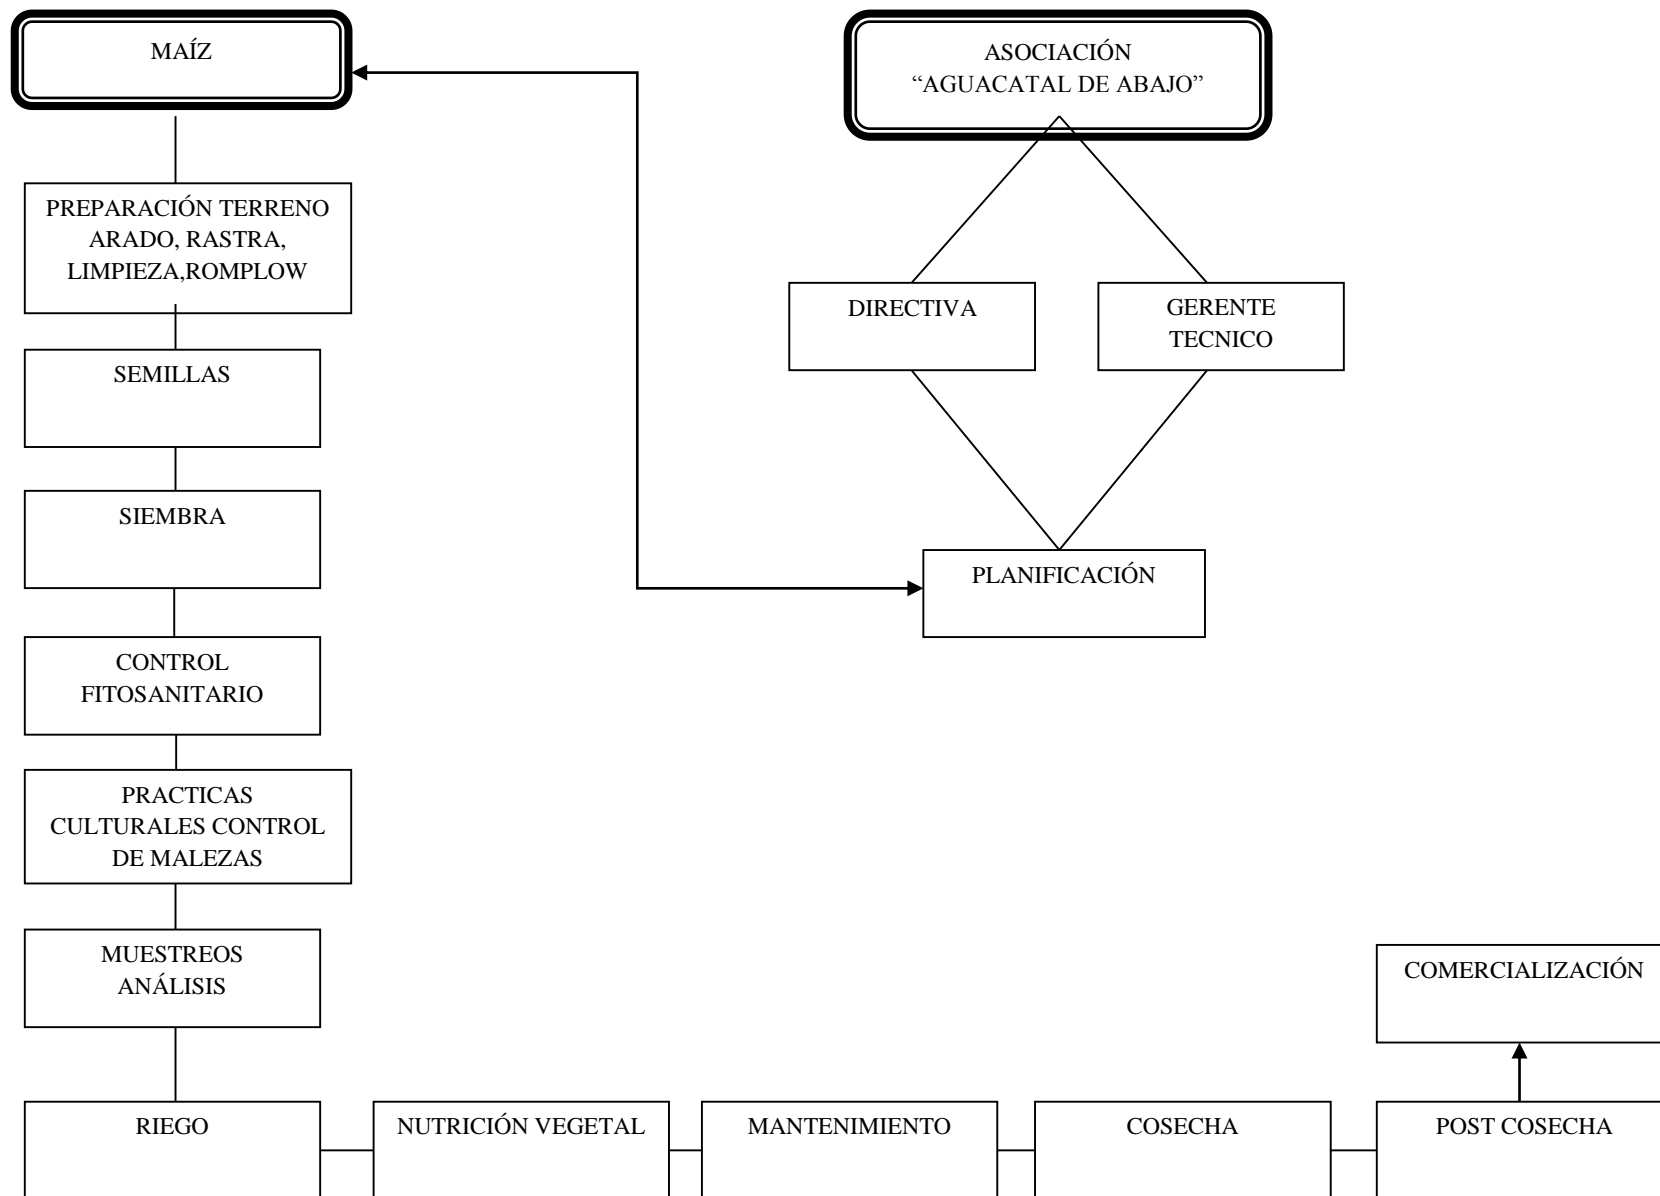 MAÍZ
ASOCIACIÓN
“AGUACATAL DE ABAJO”
PREPARACIÓN TERRENO
ARADO, RASTRA,
LIMPIEZA,ROMPLOW
DIRECTIVA
GERENTE
TECNICO
SEMILLAS
SIEMBRA
PLANIFICACIÓN
CONTROL
FITOSANITARIO
PRACTICAS
CULTURALES CONTROL
DE MALEZAS
MUESTREOS
ANÁLISIS
COMERCIALIZACIÓN
RIEGO
NUTRICIÓN VEGETAL
MANTENIMIENTO
COSECHA
POST COSECHA